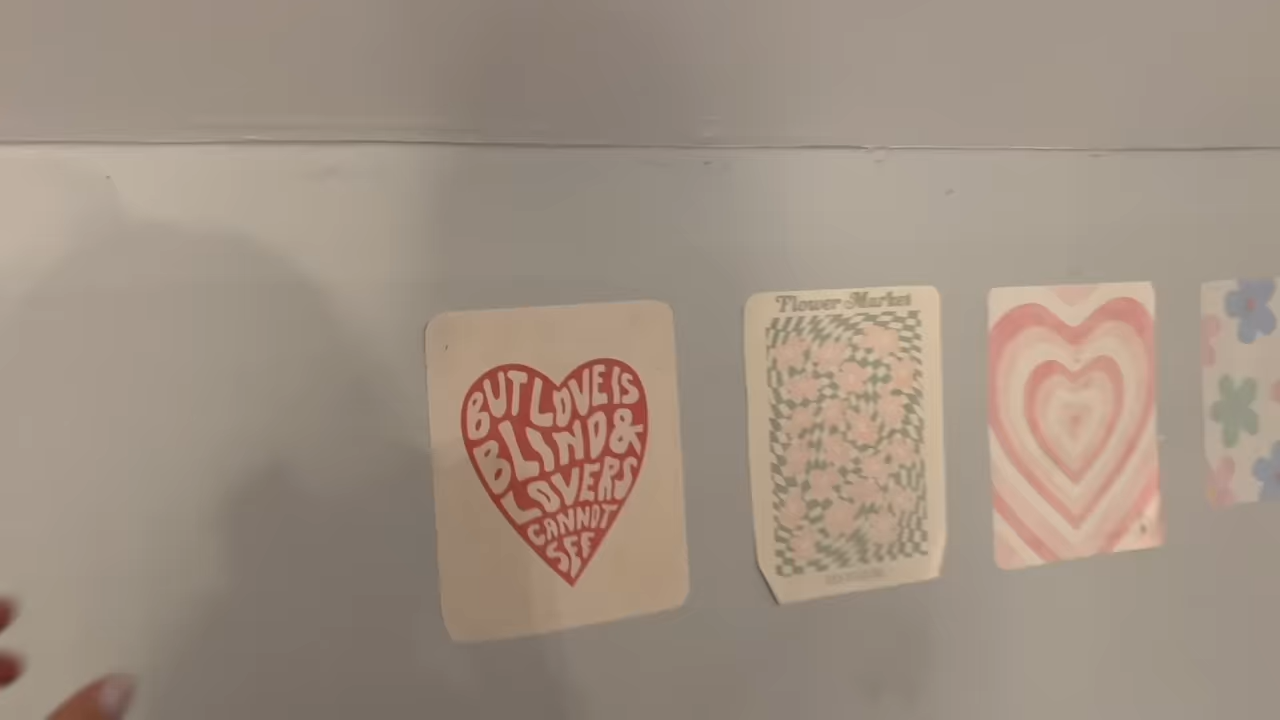 BUT LOVE IS
BLIND &
LOVERS
CANNOT
SEE
Flower Market